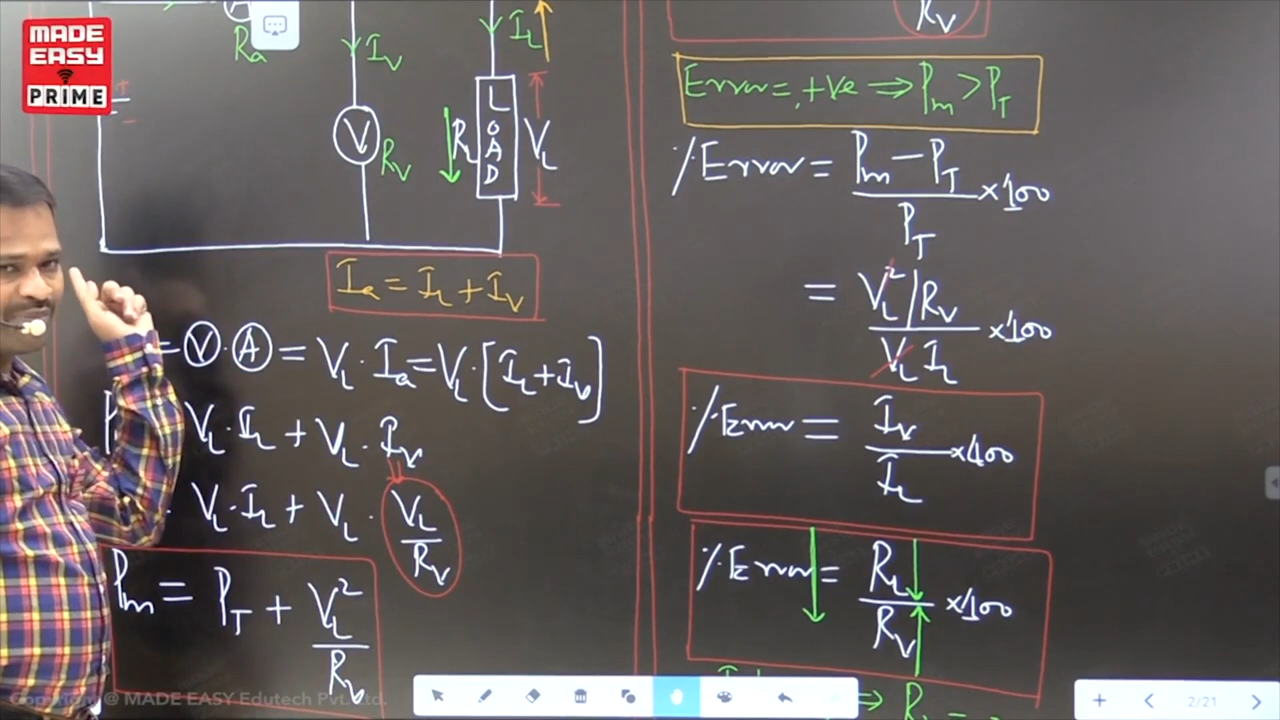 MADE
EASY
PRIME
A
Ra
IV
IL
V
RV
RL
LOAD
VL
+
-
Ia = IL + IV
= V · A = VL · Ia = VL · [IL + IV]
P VL · IL + VL · IV
VL · IL + VL · VL/RV
Pm = PT + VL²/RV
RV
Error = +ve ⇒ Pm > PT
% Error = Pm − PT / PT × 100
= VL²/RV / VL IL × 100
% Error = IV / IL × 100
% Error = RL / RV × 100
⇒ R
Copyright @ MADE EASY Edutech Pvt. Ltd.
2/21